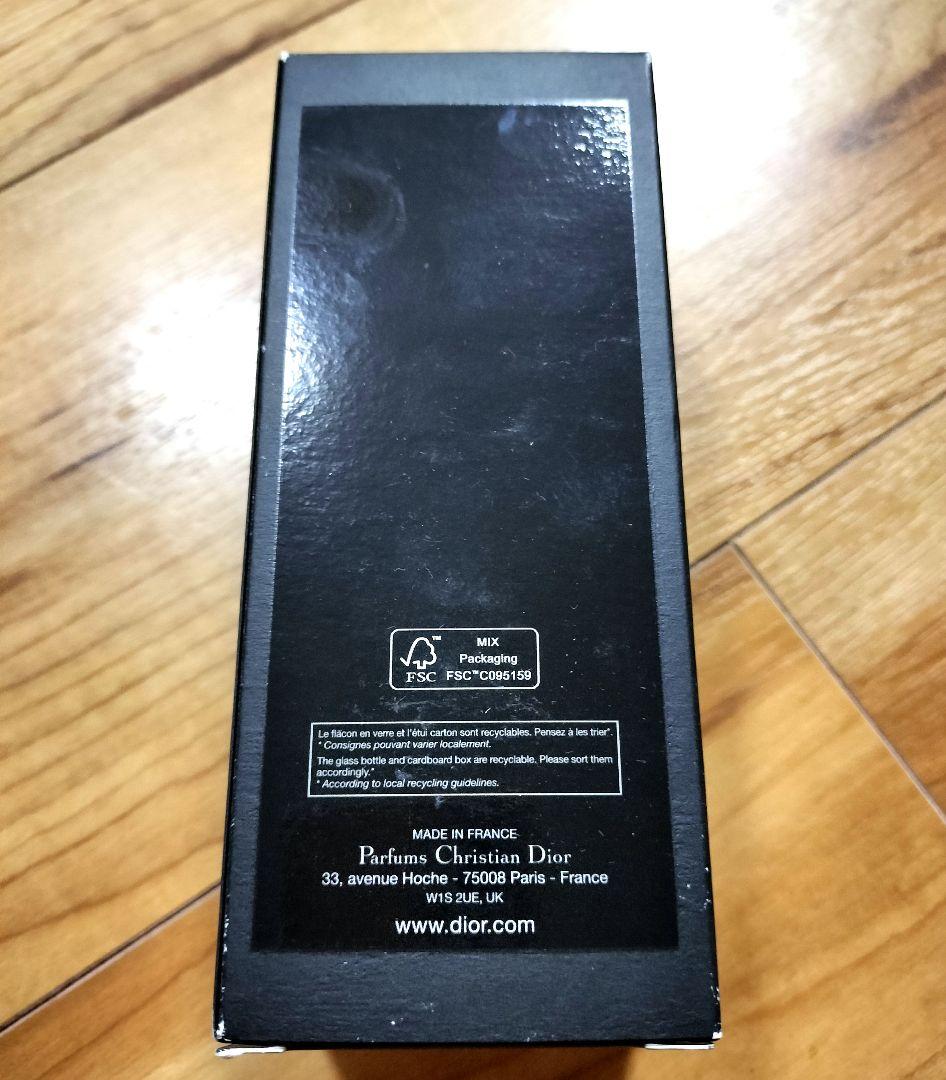 MIX
Packaging
FSC™ FSC™C095159
Le flacon en verre et l'étui carton sont recyclables. Pensez à les trier*.
* Consignes pouvant varier localement.
The glass bottle and cardboard box are recyclable. Please sort them
accordingly.*
* According to local recycling guidelines.
MADE IN FRANCE
Parfums Christian Dior
33, avenue Hoche - 75008 Paris - France
W1S 2UE, UK
www.dior.com